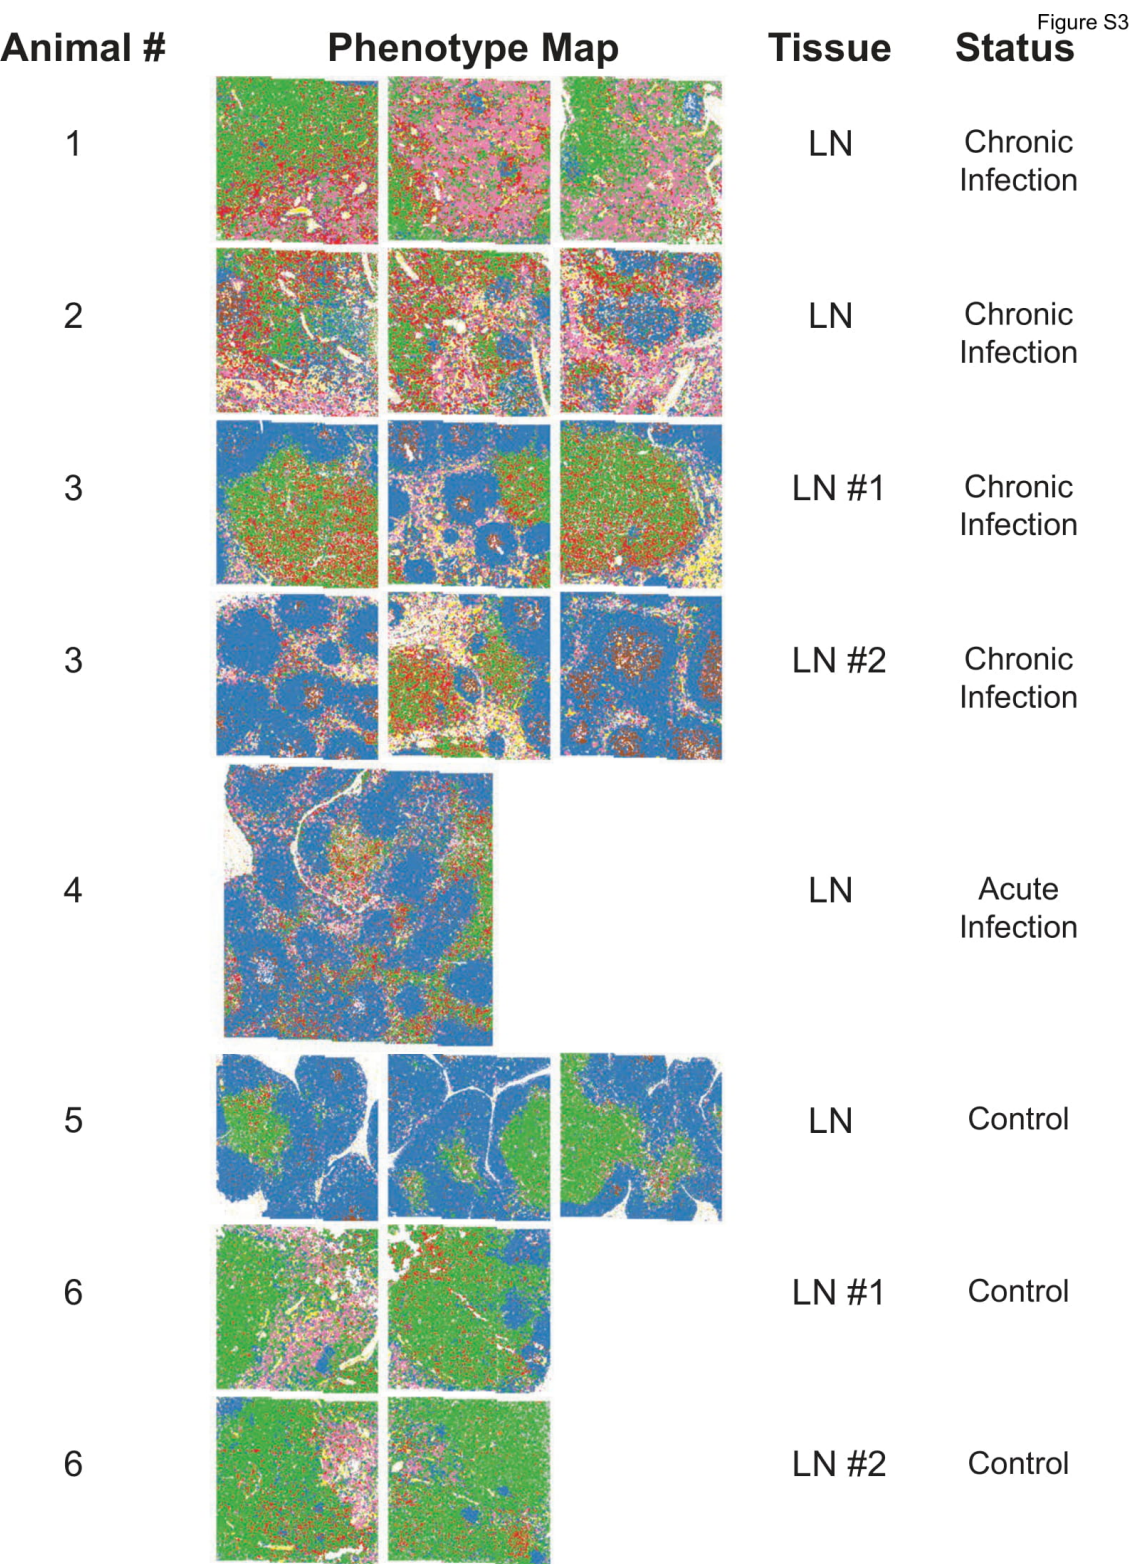 Figure S3
Animal # Phenotype Map Tissue Status
1 LN Chronic
Infection
2 LN Chronic
Infection
3 LN #1 Chronic
Infection
3 LN #2 Chronic
Infection
4 LN Acute
Infection
5 LN Control
6 LN #1 Control
6 LN #2 Control